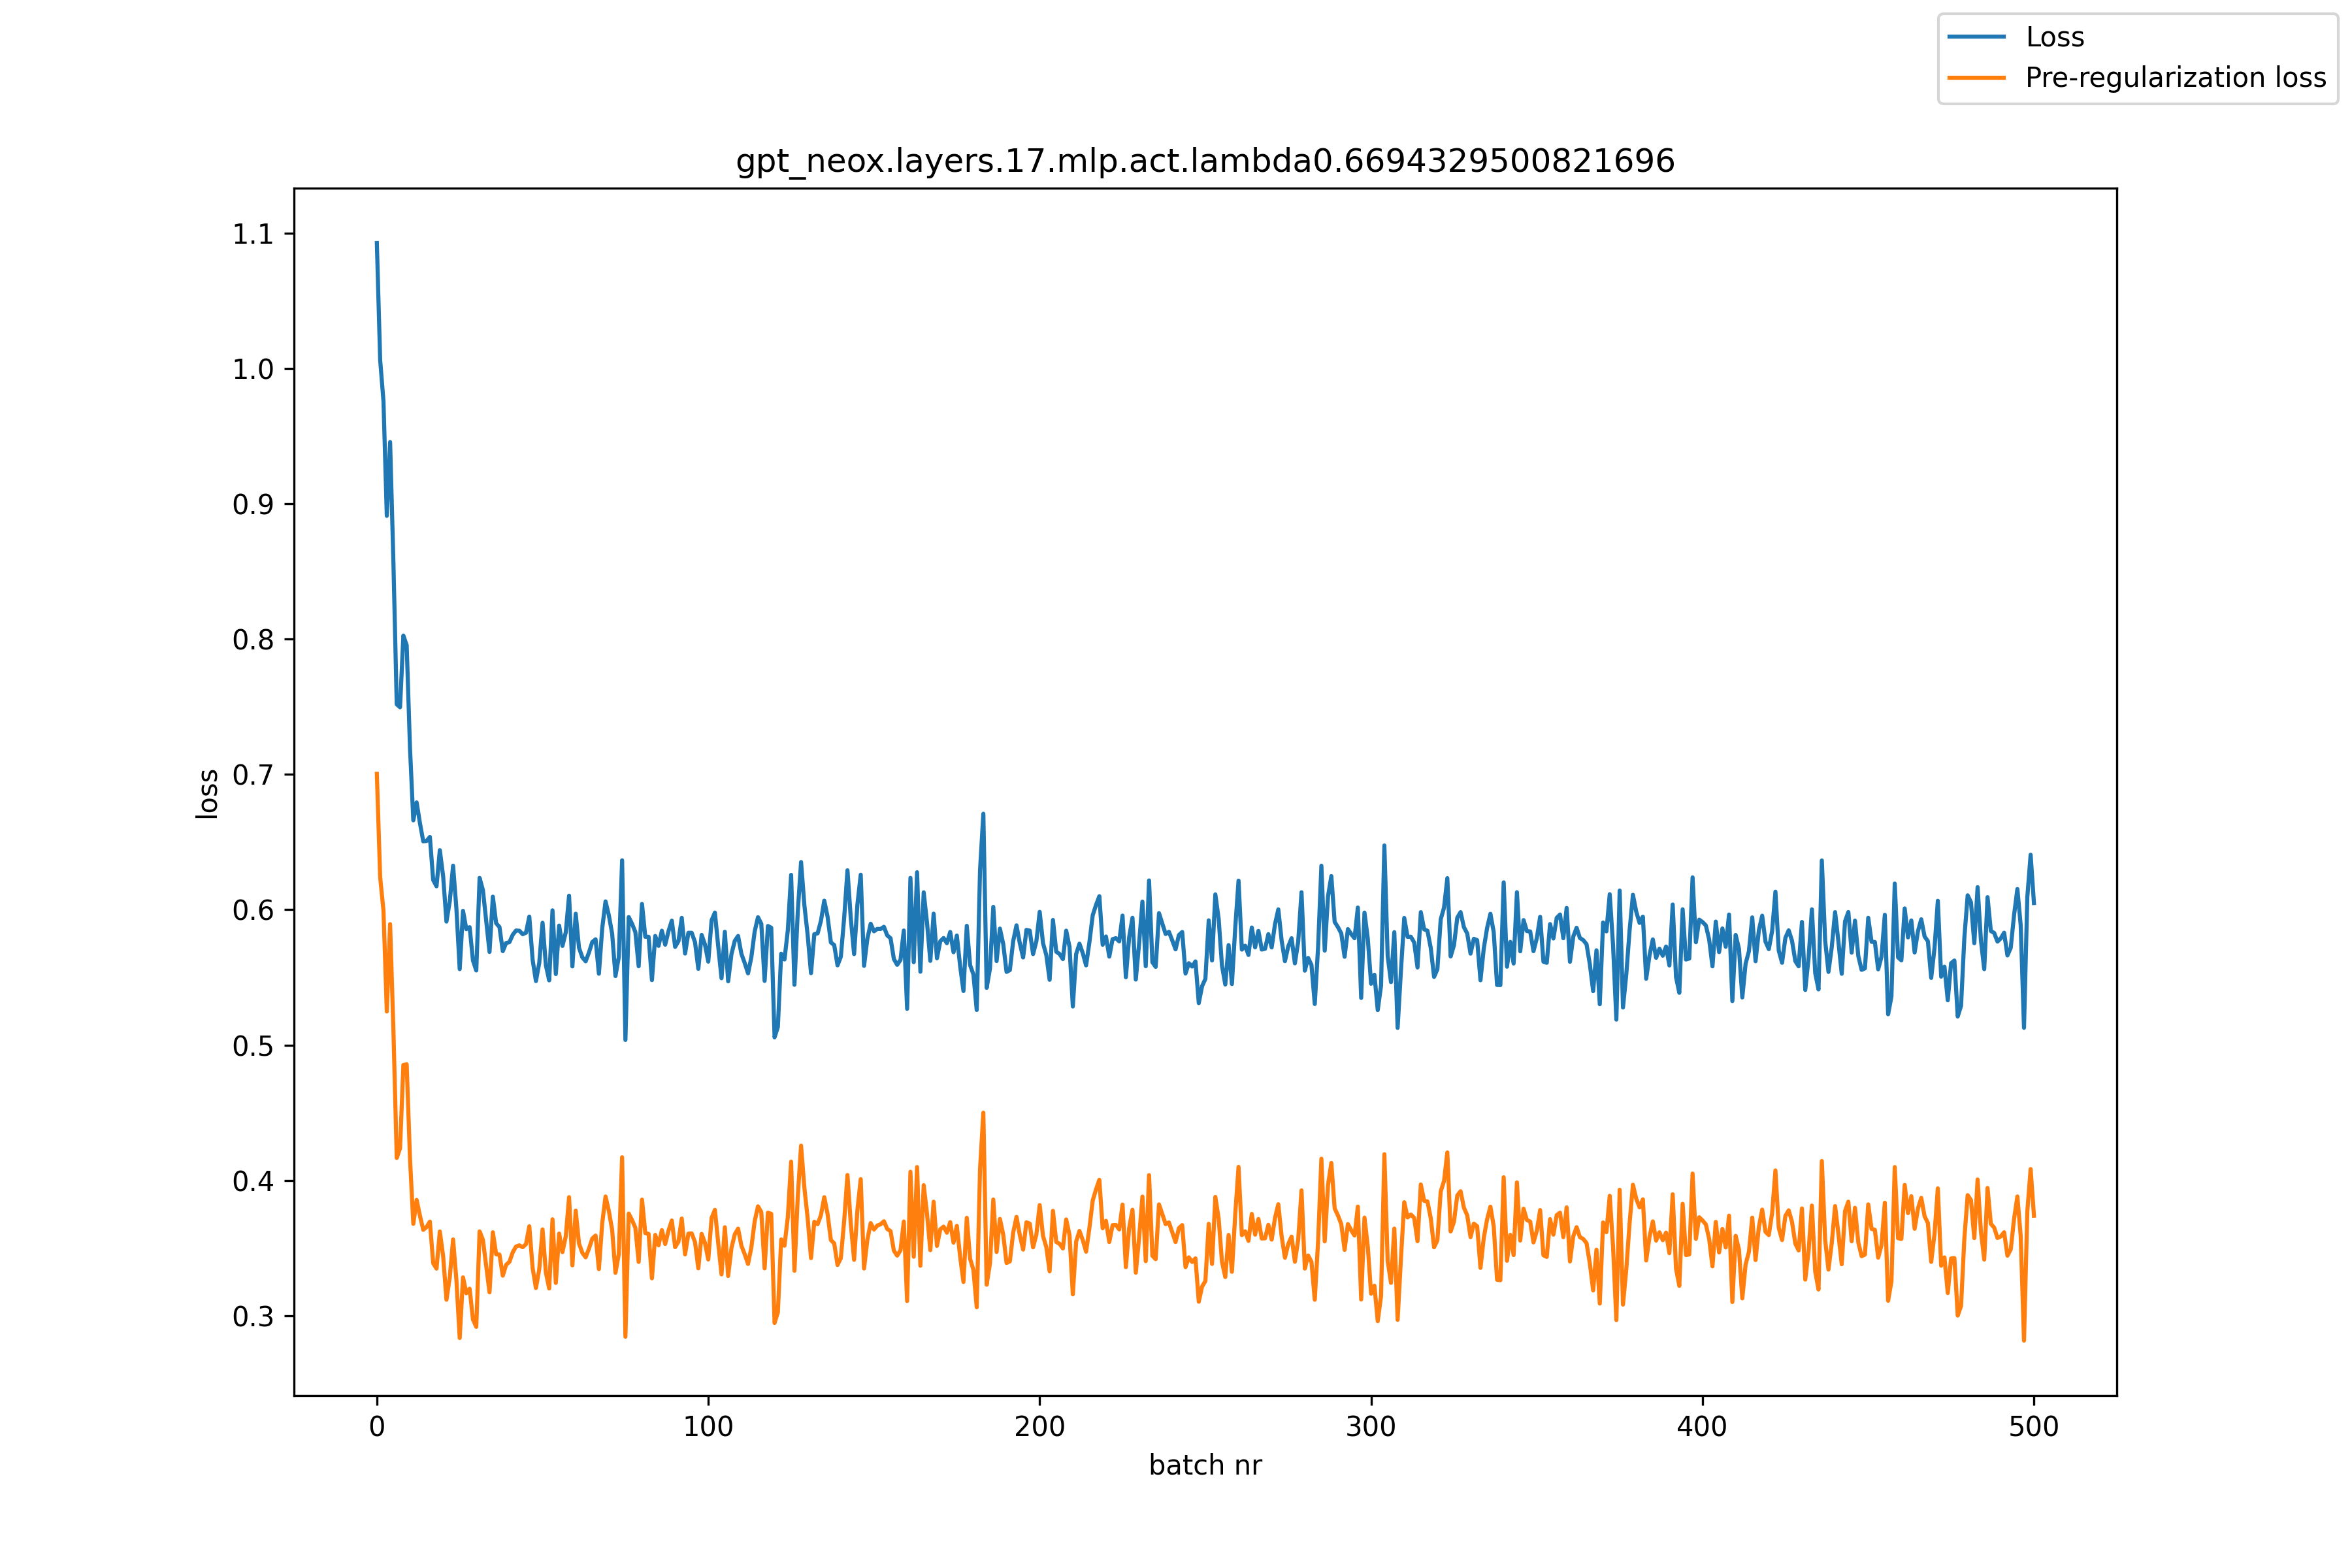 Loss
Pre-regularization loss
gpt_neox.layers.17.mlp.act.lambda0.6694329500821696
1.1
1.0
0.9
0.8
0.7
0.6
0.5
0.4
0.3
loss
0 100 200 300 400 500
batch nr